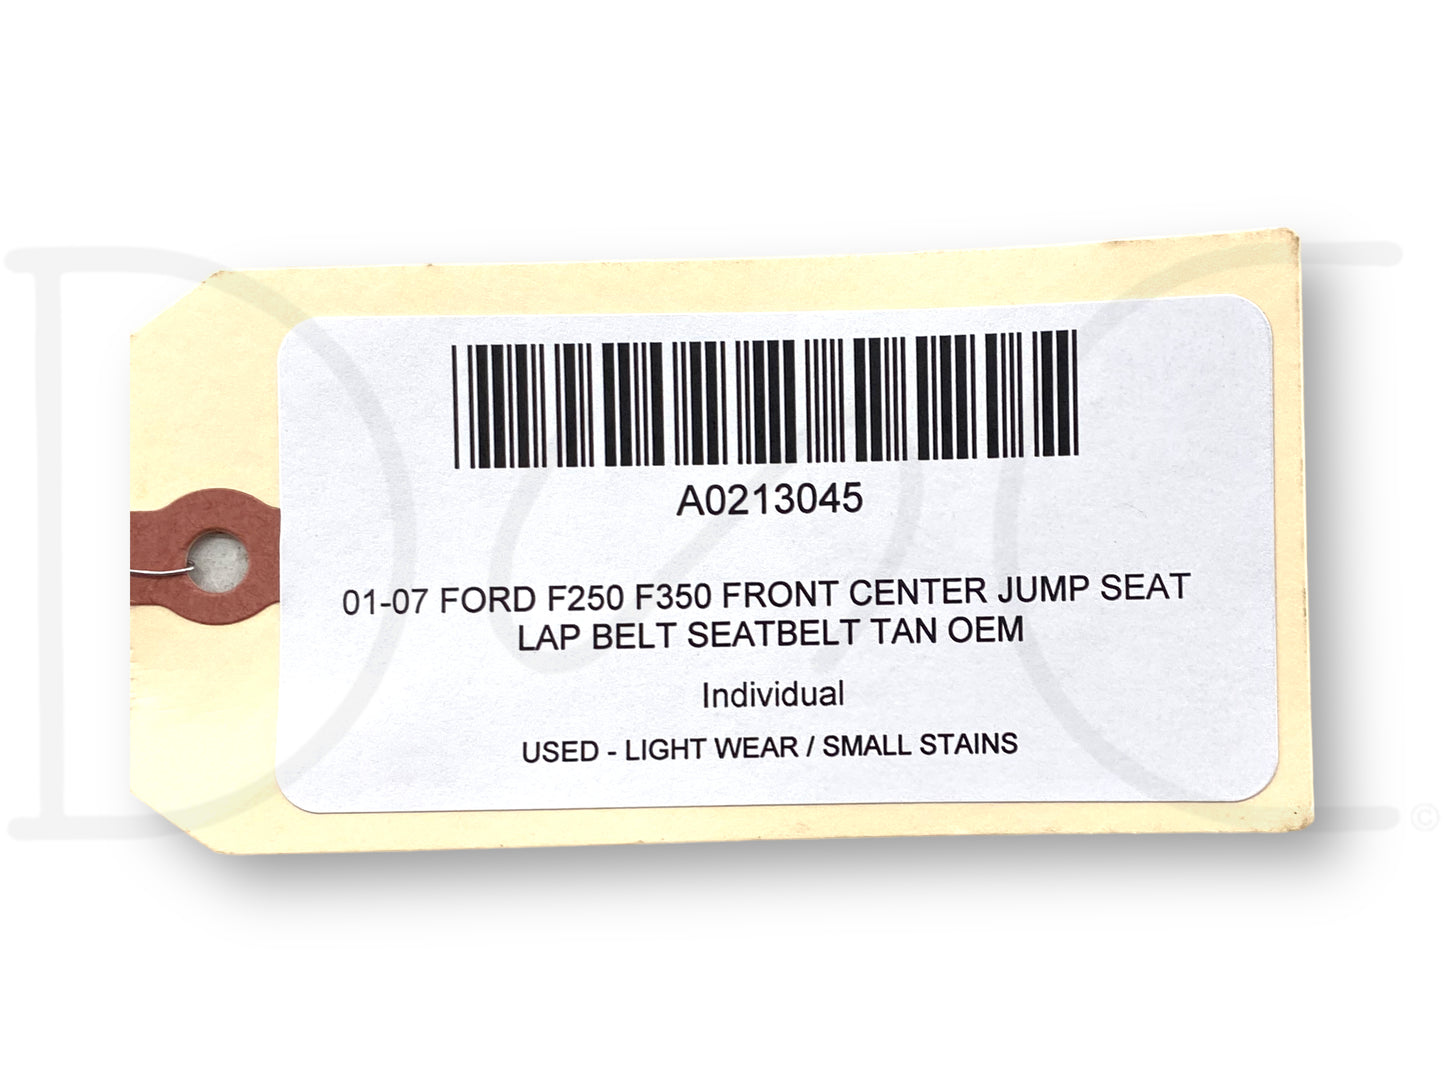 A0213045
01-07 FORD F250 F350 FRONT CENTER JUMP SEAT
LAP BELT SEATBELT TAN OEM
Individual
USED - LIGHT WEAR / SMALL STAINS
D C ©